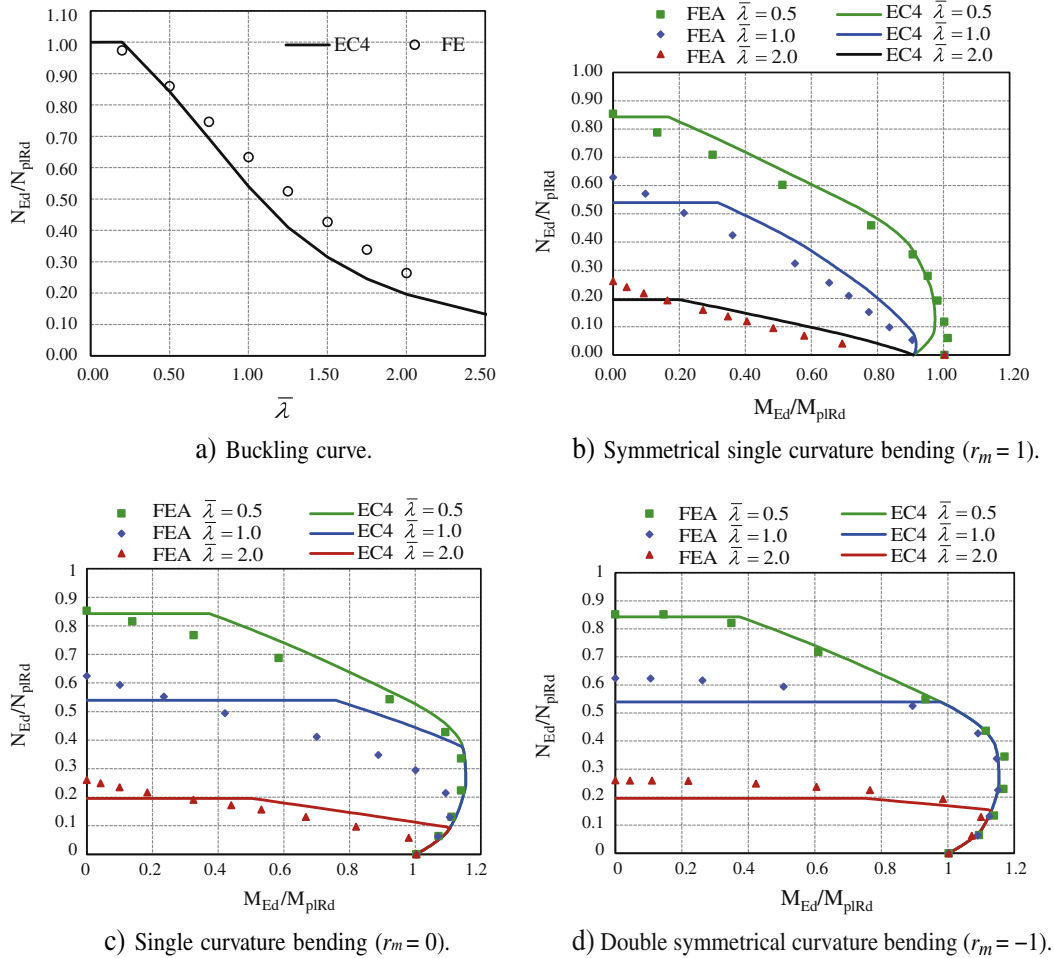 1.00
1.00
0.90
0.80
0.70
0.60
0.50
0.40
0.30
0.20
0.10
0.00
N_Ed/N_plRd
EC4 FE
0.00 0.50 1.00 1.50 2.00 2.50
λ̅
a) Buckling curve.
FEA λ̅ = 0.5 EC4 λ̅ = 0.5
FEA λ̅ = 1.0 EC4 λ̅ = 1.0
FEA λ̅ = 2.0 EC4 λ̅ = 2.0
1.00
0.90
0.80
0.70
0.60
0.50
0.40
0.30
0.20
0.10
0.00
N_Ed/N_plRd
0.00 0.20 0.40 0.60 0.80 1.00 1.20
M_Ed/M_plRd
b) Symmetrical single curvature bending (r_m = 1).
FEA λ̅ = 0.5 EC4 λ̅ = 0.5
FEA λ̅ = 1.0 EC4 λ̅ = 1.0
FEA λ̅ = 2.0 EC4 λ̅ = 2.0
1
0.9
0.8
0.7
0.6
0.5
0.4
0.3
0.2
0.1
0
N_Ed/N_plRd
0 0.2 0.4 0.6 0.8 1 1.2
M_Ed/M_plRd
c) Single curvature bending (r_m = 0).
FEA λ̅ = 0.5 EC4 λ̅ = 0.5
FEA λ̅ = 1.0 EC4 λ̅ = 1.0
FEA λ̅ = 2.0 EC4 λ̅ = 2.0
1
0.9
0.8
0.7
0.6
0.5
0.4
0.3
0.2
0.1
0
N_Ed/N_plRd
0 0.2 0.4 0.6 0.8 1 1.2
M_Ed/M_plRd
d) Double symmetrical curvature bending (r_m = −1).